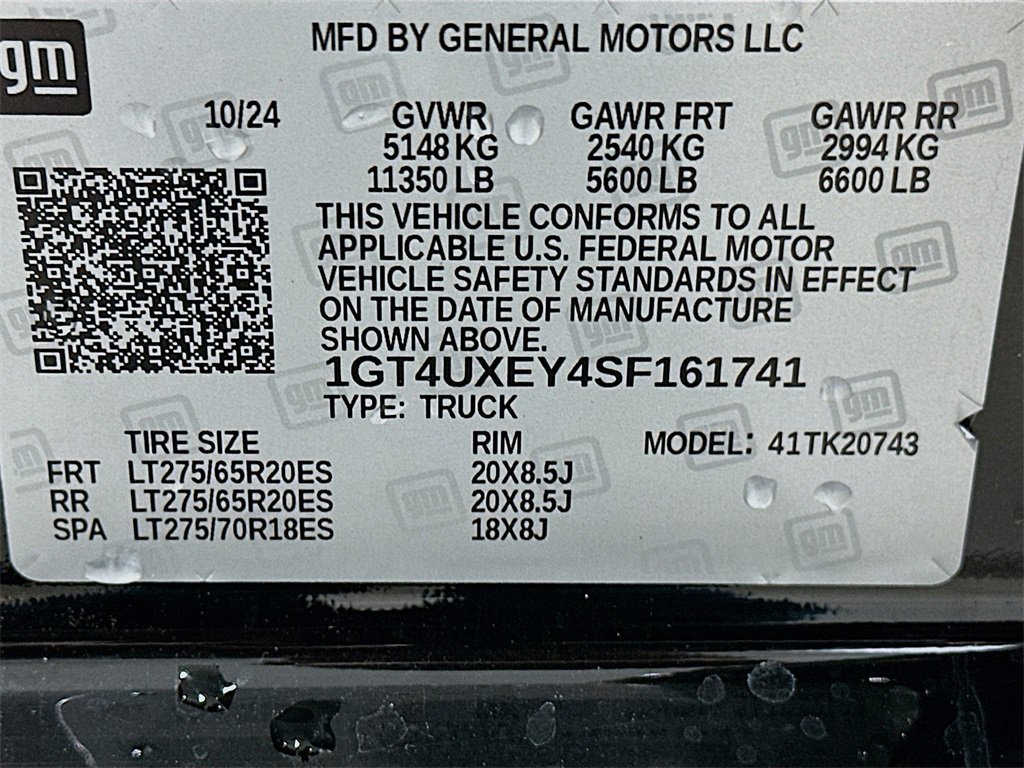 gm
MFD BY GENERAL MOTORS LLC
10/24 GVWR GAWR FRT GAWR RR
5148 KG 2540 KG 2994 KG
11350 LB 5600 LB 6600 LB
THIS VEHICLE CONFORMS TO ALL
APPLICABLE U.S. FEDERAL MOTOR
VEHICLE SAFETY STANDARDS IN EFFECT
ON THE DATE OF MANUFACTURE
SHOWN ABOVE.
1GT4UXEY4SF161741
TYPE: TRUCK
TIRE SIZE RIM MODEL: 41TK20743
FRT LT275/65R20ES 20X8.5J
RR LT275/65R20ES 20X8.5J
SPA LT275/70R18ES 18X8J